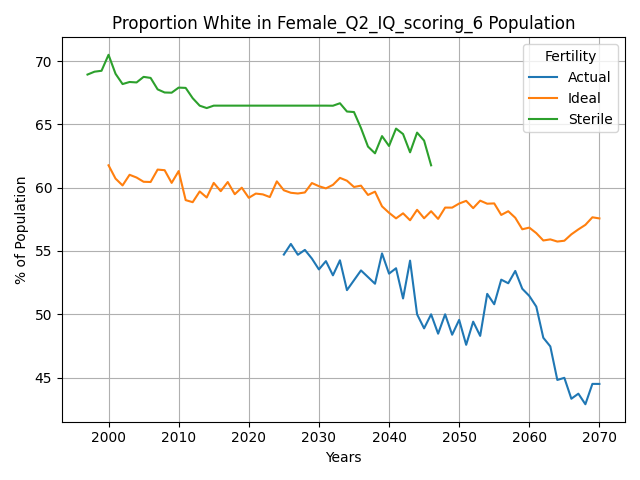 Proportion White in Female_Q2_IQ_scoring_6 Population
Fertility
Actual
Ideal
Sterile
% of Population
70
65
60
55
50
45
2000
2010
2020
2030
2040
2050
2060
2070
Years